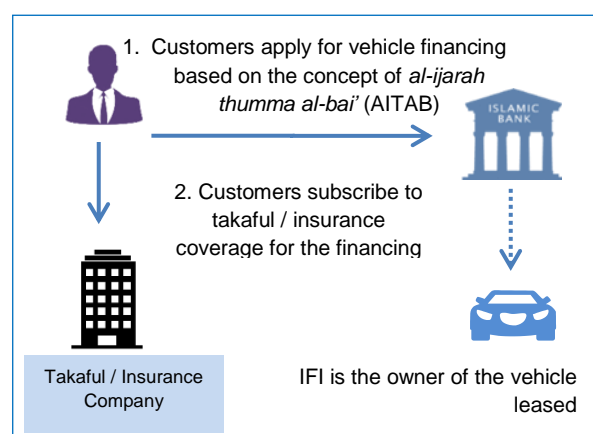 1. Customers apply for vehicle financing
based on the concept of al-ijarah
thumma al-bai’ (AITAB)
ISLAMIC
BANK
2. Customers subscribe to
takaful / insurance
coverage for the financing
Takaful / Insurance
Company
IFI is the owner of the vehicle
leased